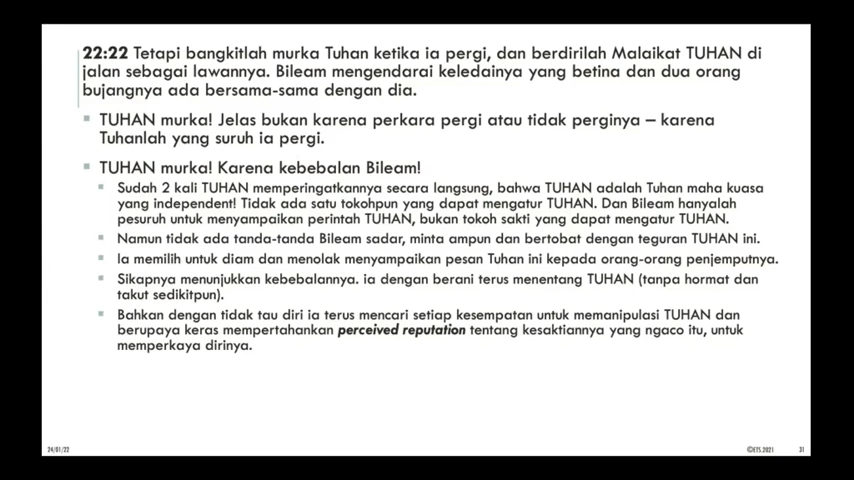 22:22 Tetapi bangkitlah murka Tuhan ketika ia pergi, dan berdirilah Malaikat TUHAN di
jalan sebagai lawannya. Bileam mengendarai keledainya yang betina dan dua orang
bujangnya ada bersama-sama dengan dia.
TUHAN murka! Jelas bukan karena perkara pergi atau tidak perginya – karena
Tuhanlah yang suruh ia pergi.
TUHAN murka! Karena kebebalan Bileam!
Sudah 2 kali TUHAN memperingatkannya secara langsung, bahwa TUHAN adalah Tuhan maha kuasa
yang independent! Tidak ada satu tokohpun yang dapat mengatur TUHAN. Dan Bileam hanyalah
pesuruh untuk menyampaikan perintah TUHAN, bukan tokoh sakti yang dapat mengatur TUHAN.
Namun tidak ada tanda-tanda Bileam sadar, minta ampun dan bertobat dengan teguran TUHAN ini.
Ia memilih untuk diam dan menolak menyampaikan pesan Tuhan ini kepada orang-orang penjemputnya.
Sikapnya menunjukkan kebebalannya. ia dengan berani terus menentang TUHAN (tanpa hormat dan
takut sedikitpun).
Bahkan dengan tidak tau diri ia terus mencari setiap kesempatan untuk memanipulasi TUHAN dan
berupaya keras mempertahankan perceived reputation tentang kesaktiannya yang ngaco itu, untuk
memperkaya dirinya.
24/01/22
©ETS.2021
31